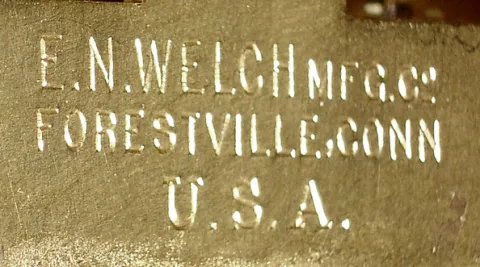 E.N.WELCH MFG.Co.
FORESTVILLE,CONN
U.S.A.